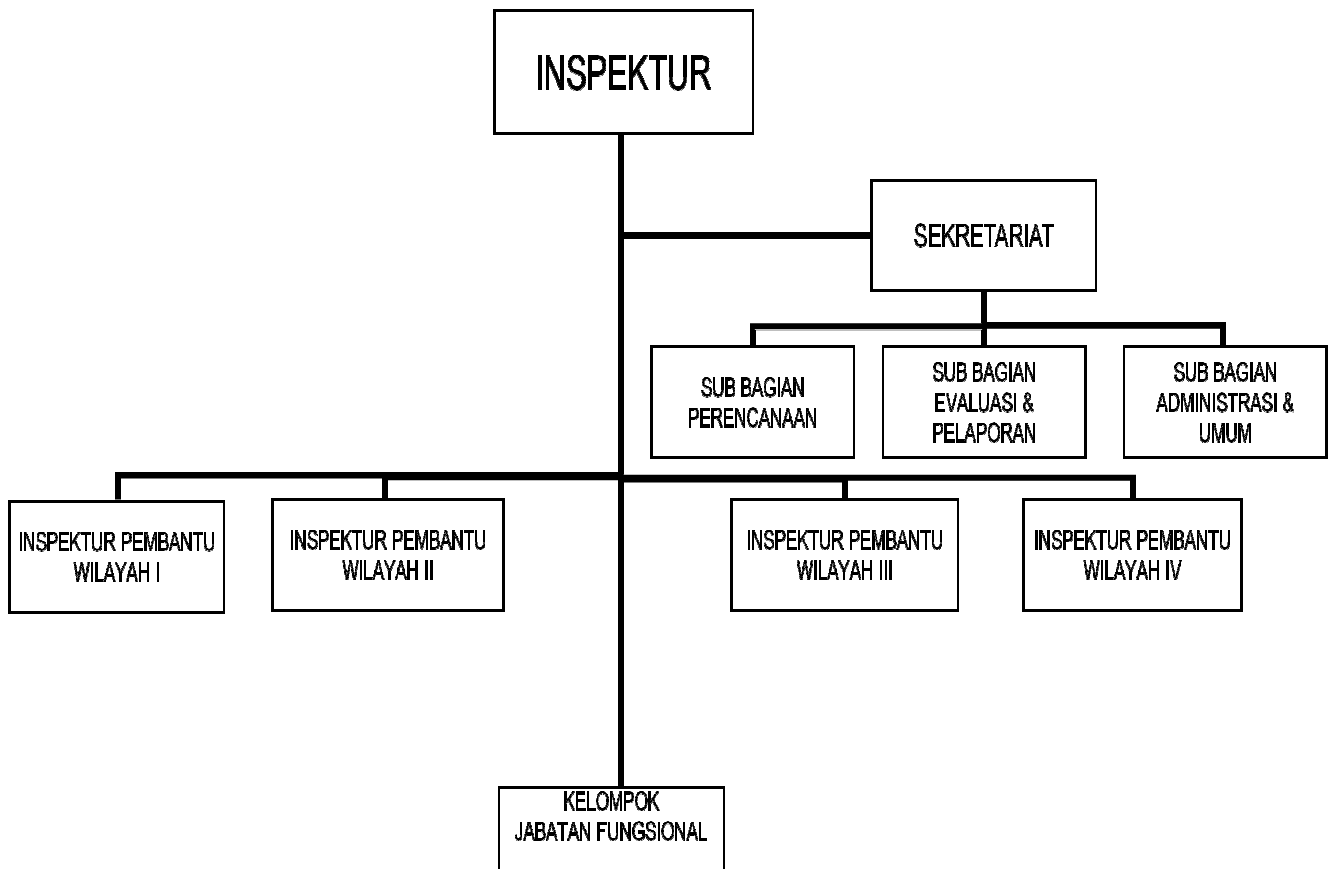 INSPEKTUR
SEKRETARIAT
SUB BAGIAN
PERENCANAAN
SUB BAGIAN
EVALUASI &
PELAPORAN
SUB BAGIAN
ADMINISTRASI &
UMUM
INSPEKTUR PEMBANTU
WILAYAH I
INSPEKTUR PEMBANTU
WILAYAH II
INSPEKTUR PEMBANTU
WILAYAH III
INSPEKTUR PEMBANTU
WILAYAH IV
KELOMPOK
JABATAN FUNGSIONAL